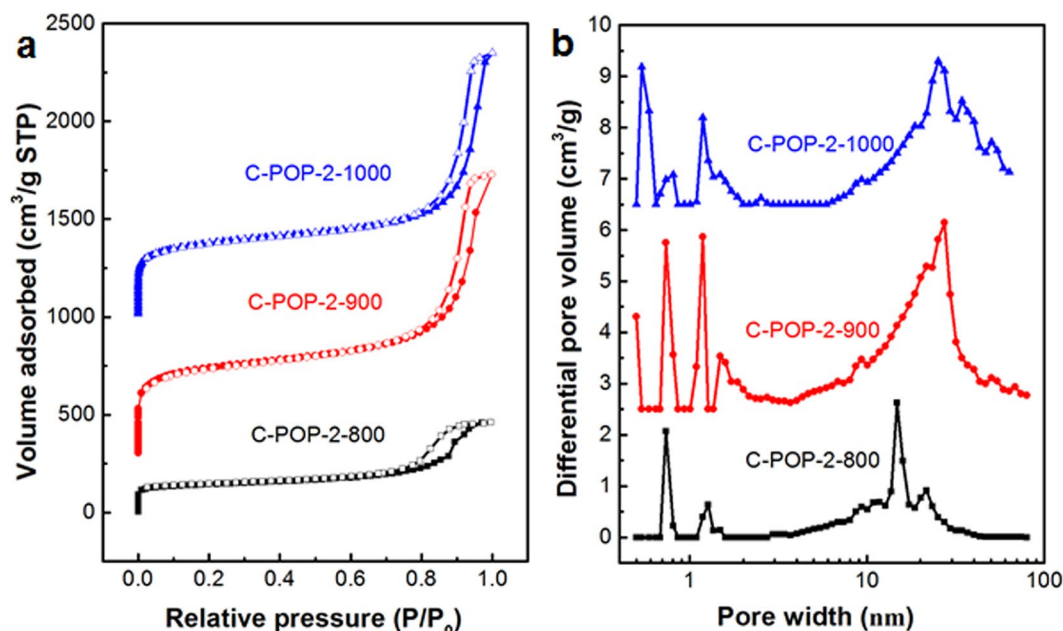 a
Volume adsorbed (cm³/g STP)
2500
2000
1500
1000
500
0
C-POP-2-1000
C-POP-2-900
C-POP-2-800
0.0 0.2 0.4 0.6 0.8 1.0
Relative pressure (P/P₀)
b
Differential pore volume (cm³/g)
10
9
8
7
6
5
4
3
2
1
0
C-POP-2-1000
C-POP-2-900
C-POP-2-800
1 10 100
Pore width (nm)